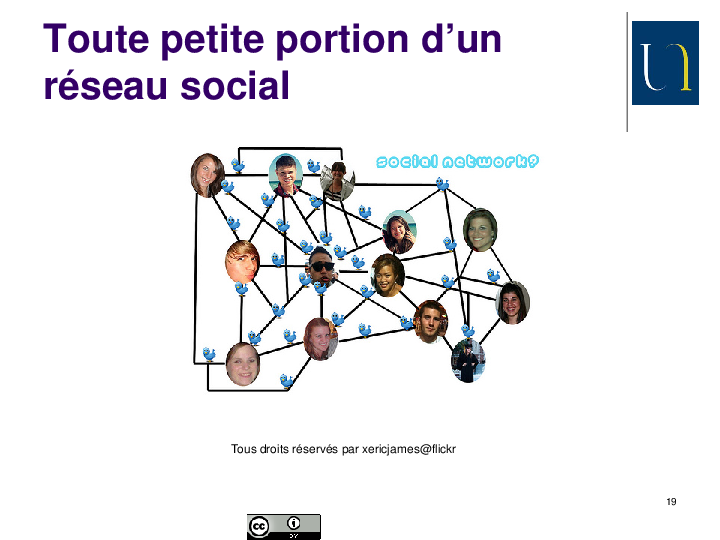 Toute petite portion d'un
réseau social
social network?
Tous droits réservés par xericjames@flickr
19
cc
BY